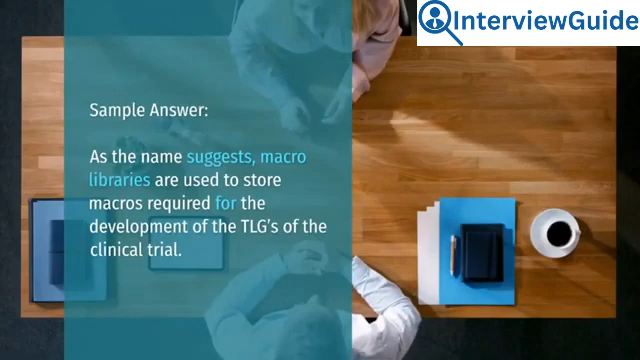 InterviewGuide
Sample Answer:
As the name suggests, macro
libraries are used to store
macros required for the
development of the TLG’s of the
clinical trial.